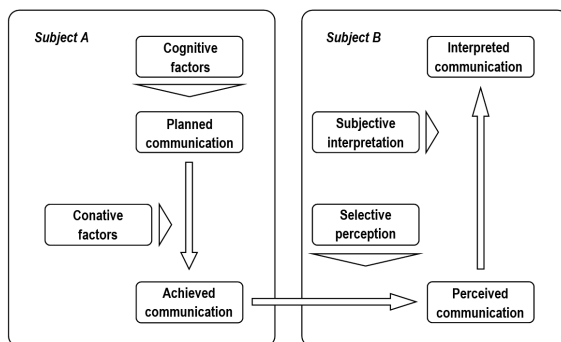 Subject A
Cognitive
factors
Planned
communication
Conative
factors
Achieved
communication
Subject B
Interpreted
communication
Subjective
interpretation
Selective
perception
Perceived
communication